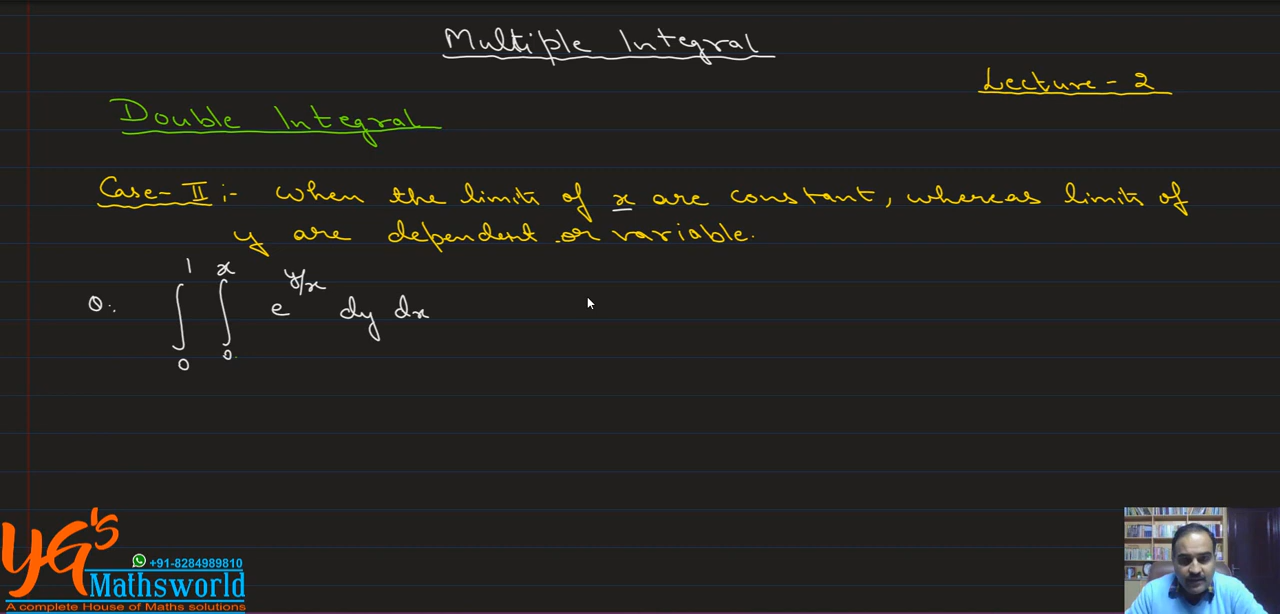 Multiple Integral
Lecture - 2
Double Integral
Case-II :- When the limits of x are constant, whereas limits of
y are dependent or variable.
Q. ∫₀¹ ∫₀ˣ e^{y/x} dy dx
YG's
+91-8284989810
Mathsworld
A complete House of Maths solutions